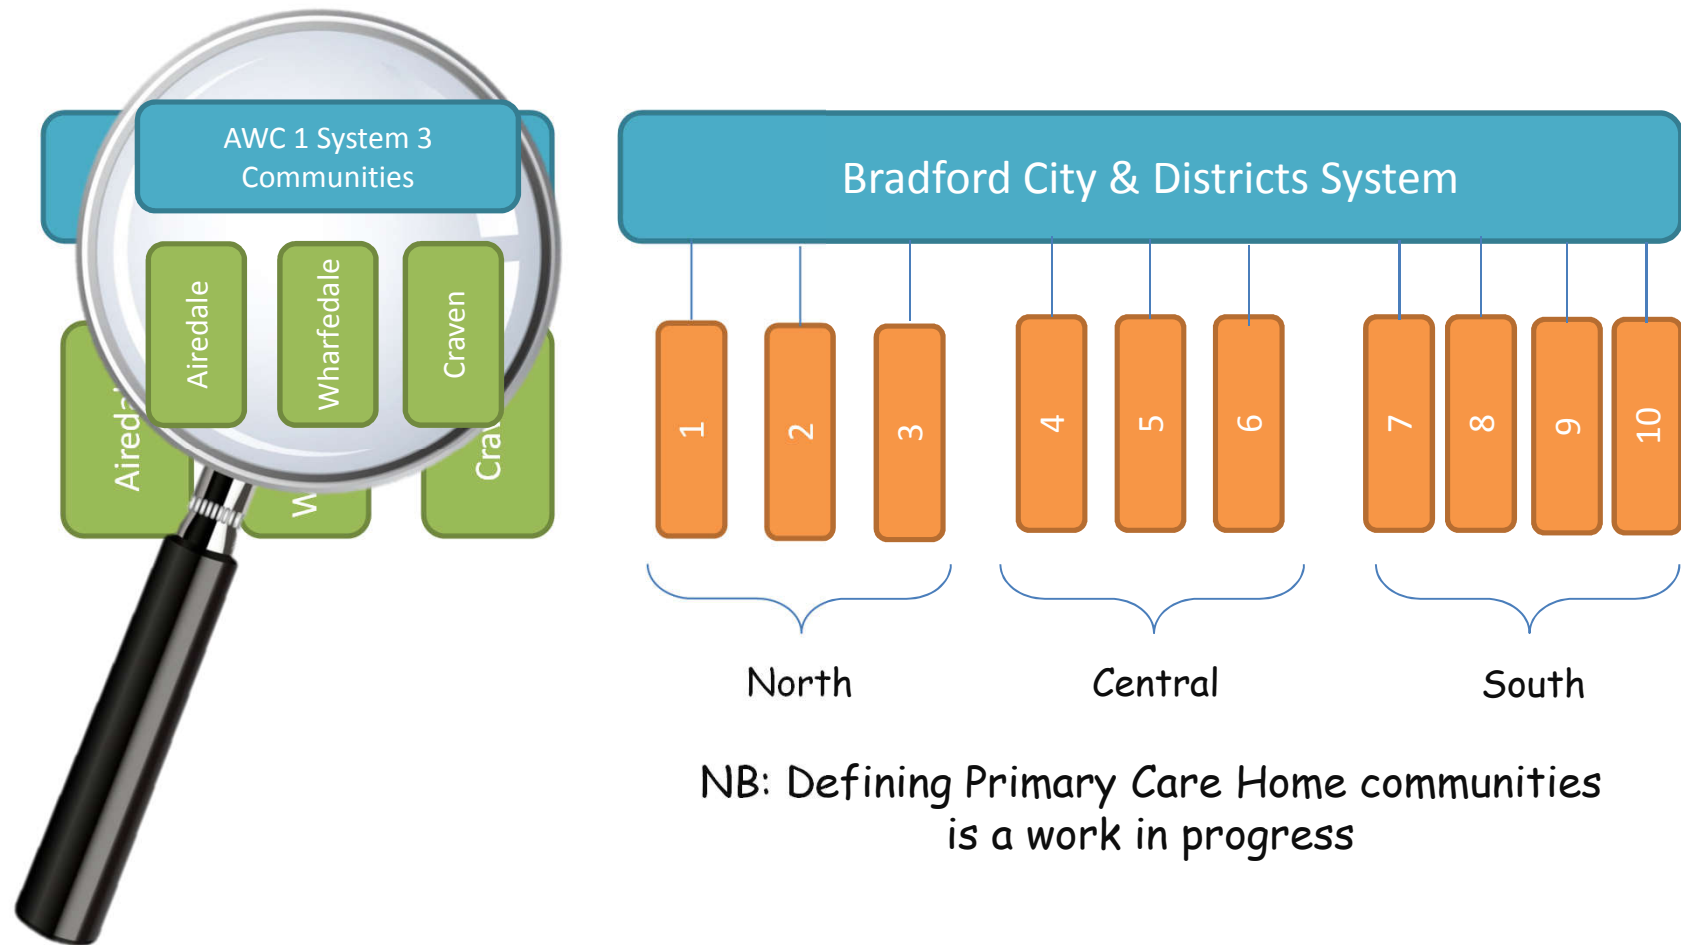 AWC 1 System 3
Communities
Airedale
Wharfedale
Craven
Bradford City & Districts System
1
2
3
4
5
6
7
8
9
10
North
Central
South
NB: Defining Primary Care Home communities
is a work in progress